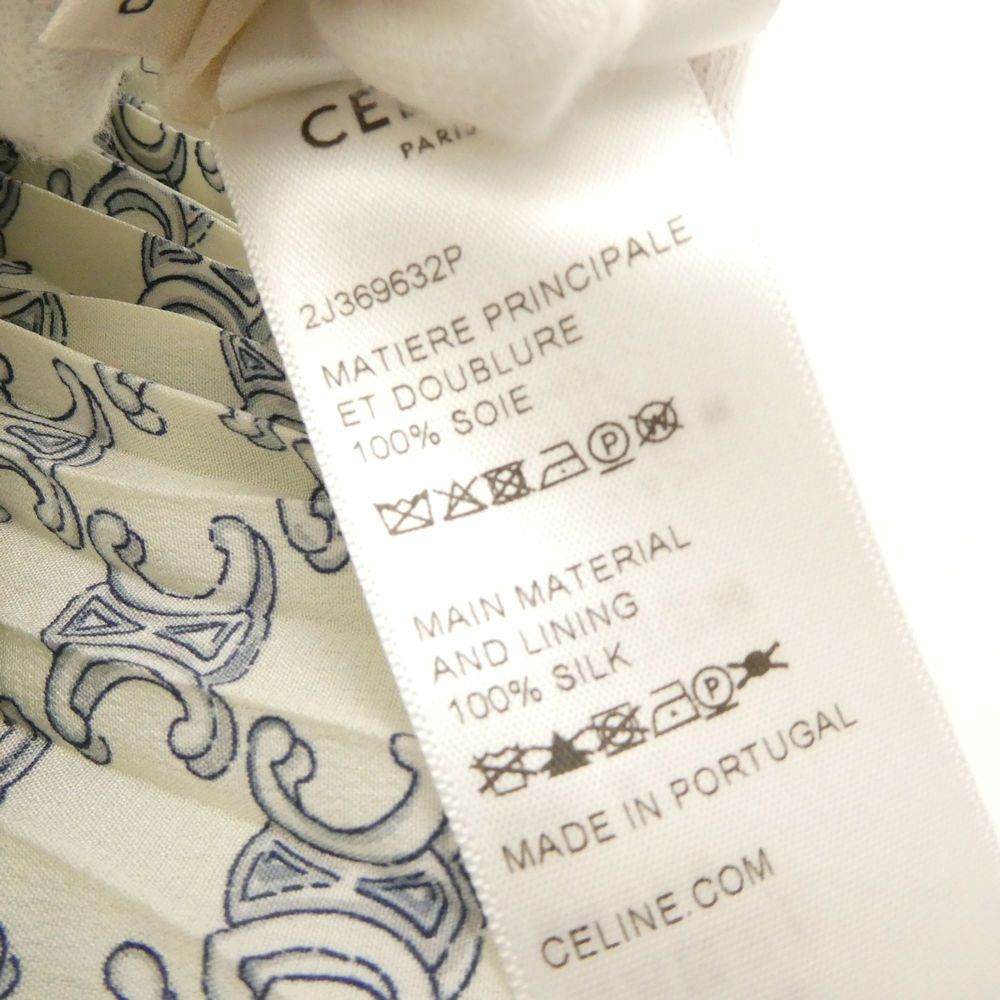 PARIS
2J369632P
MATIERE PRINCIPALE
ET DOUBLURE
100% SOIE
P W
MAIN MATERIAL
AND LINING
100% SILK
P
MADE IN PORTUGAL
CELINE.COM